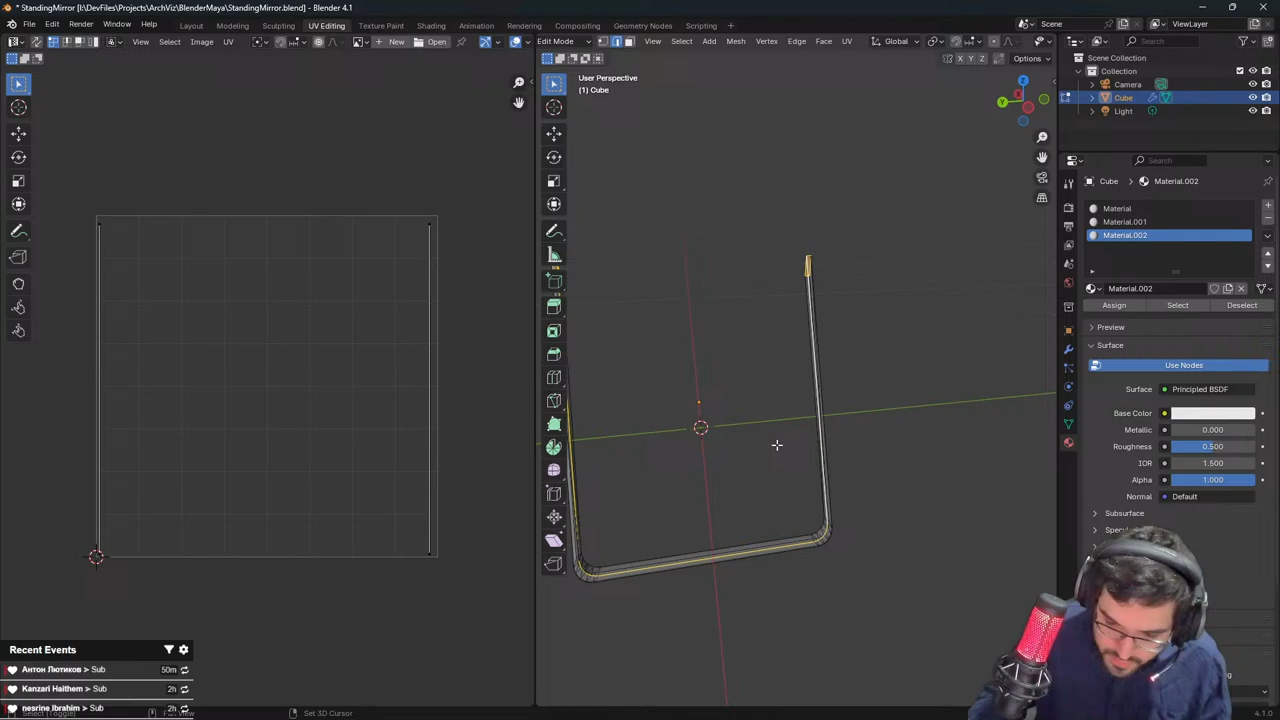 * StandingMirror [I:\DevFiles\Projects\ArchViz\BlenderMaya\StandingMirror.blend] - Blender 4.1
File Edit Render Window Help Layout Modeling Sculpting UV Editing Texture Paint Shading Animation Rendering Compositing Geometry Nodes Scripting + Scene ViewLayer
View Select Image UV New Open Edit Mode View Select Add Mesh Vertex Edge Face UV Global
X Y Z Options
User Perspective
(1) Cube
Z
Y
X
Search
Scene Collection
Collection
Camera
Cube
Light
Search
Cube > Material.002
Material
Material.001
Material.002
Material.002
Assign Select Deselect
Preview
Surface
Use Nodes
Surface Principled BSDF
Base Color
Metallic 0.000
Roughness 0.500
IOR 1.500
Alpha 1.000
Normal Default
Subsurface
Recent Events
Антон Лютиков > Sub 50m
Kanzari Haithem > Sub 2h
nesrine Ibrahim > Sub 2h
Select (Toggle)
Set 3D Cursor
4.1.0